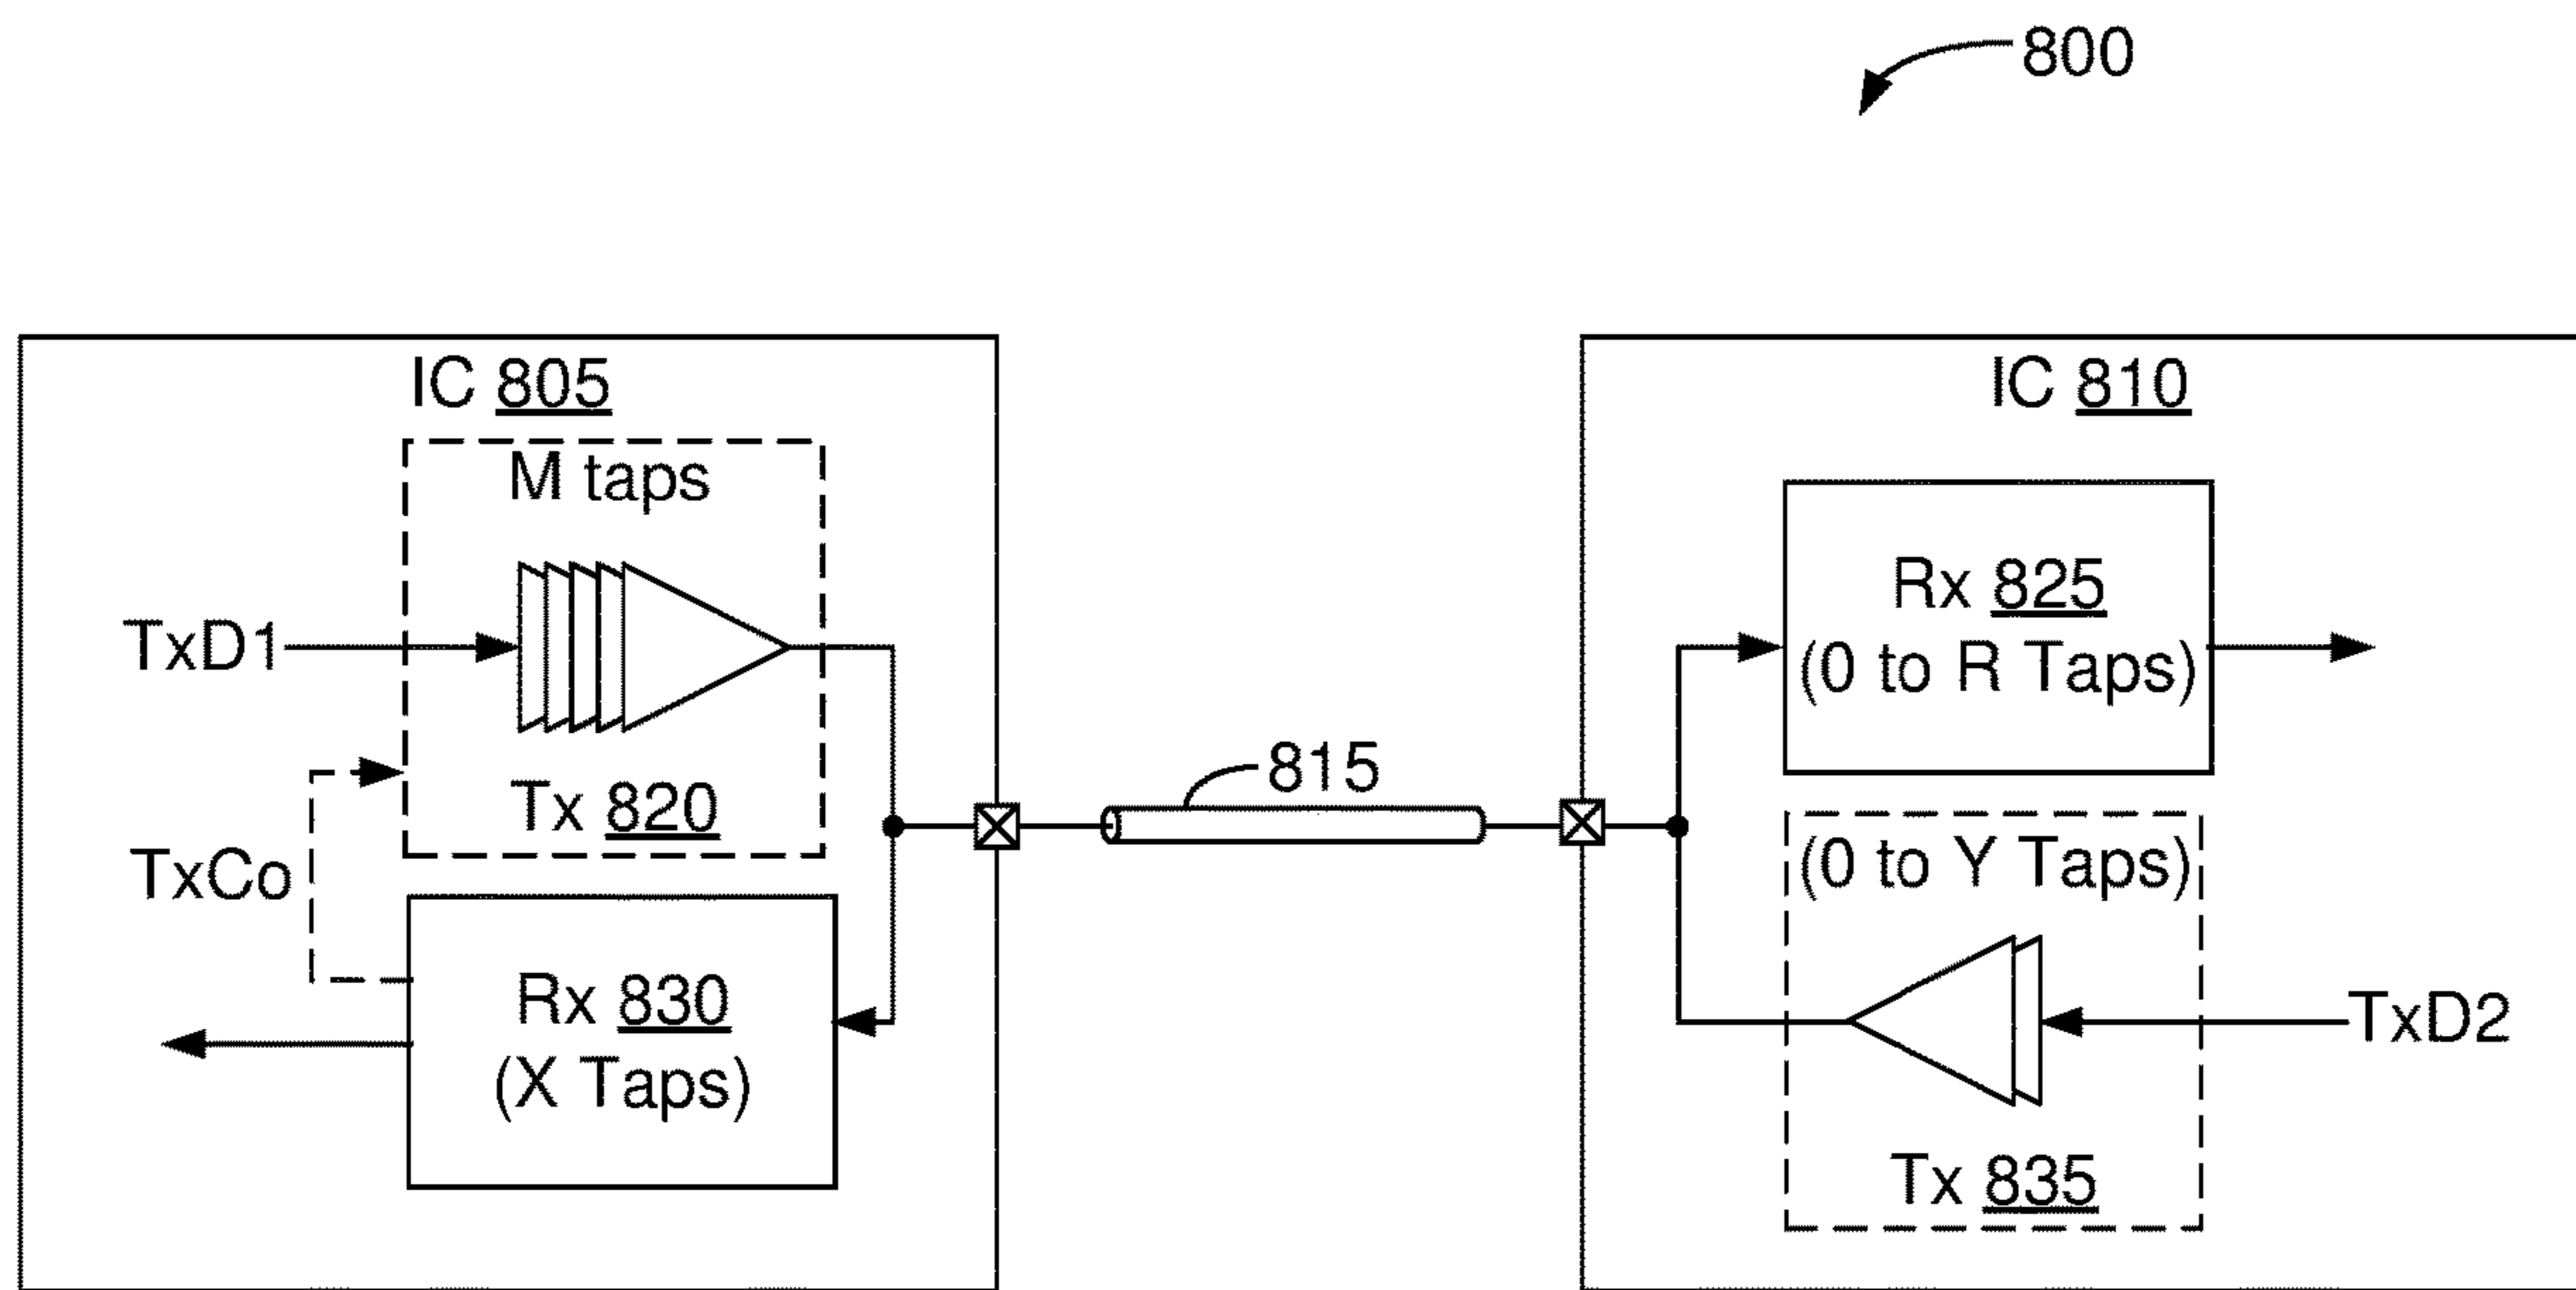 800
IC 805
M taps
TxD1
Tx 820
TxCo
Rx 830
(X Taps)
815
IC 810
Rx 825
(0 to R Taps)
(0 to Y Taps)
TxD2
Tx 835